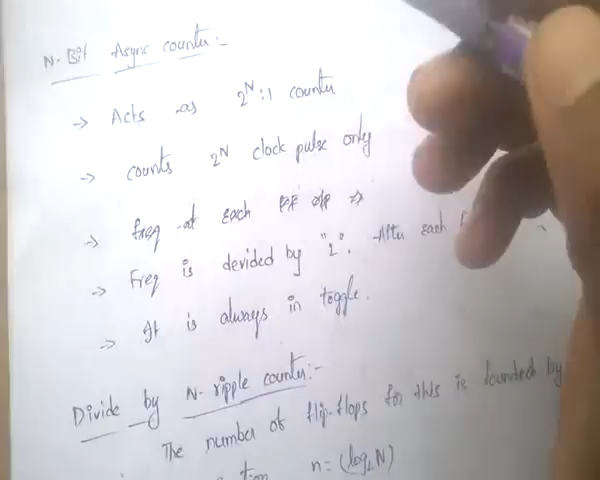 N-Bit Async counter:-
→ Acts as 2^N:1 counter
→ counts 2^N clock pulse only
→ freq at each
→ Freq is devided by "2". After each
→ It is always in toggle.
Divide by N-ripple counter:-
The number of flip-flops for this is founded by
n = (log₂N)